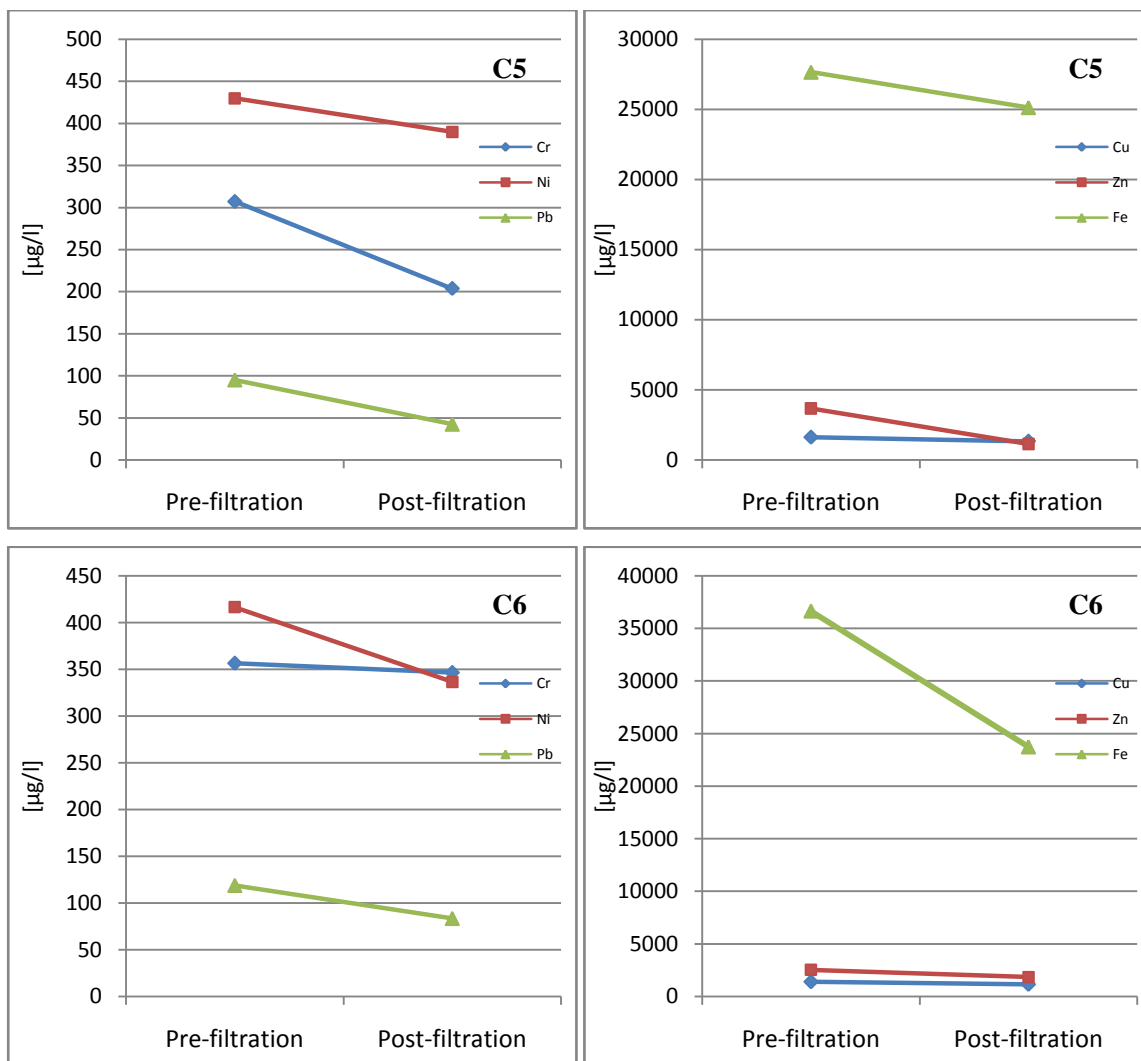 C5
500
450
400
350
300
250
200
150
100
50
0
[µg/l]
Cr
Ni
Pb
Pre-filtration Post-filtration
C5
30000
25000
20000
15000
10000
5000
0
[µg/l]
Cu
Zn
Fe
Pre-filtration Post-filtration
C6
450
400
350
300
250
200
150
100
50
0
[µg/l]
Cr
Ni
Pb
Pre-filtration Post-filtration
C6
40000
35000
30000
25000
20000
15000
10000
5000
0
[µg/l]
Cu
Zn
Fe
Pre-filtration Post-filtration